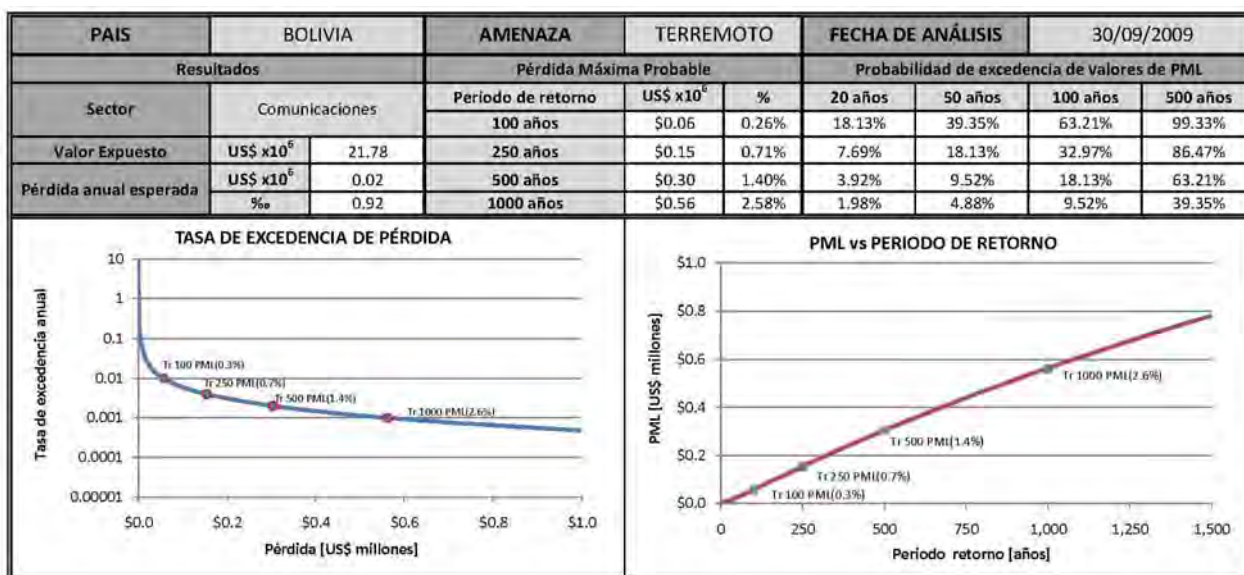 PAIS BOLIVIA AMENAZA TERREMOTO FECHA DE ANÁLISIS 30/09/2009
Resultados Pérdida Máxima Probable Probabilidad de excedencia de valores de PML
Sector Comunicaciones Período de retorno US$ x10⁶ % 20 años 50 años 100 años 500 años
100 años $0.06 0.26% 18.13% 39.35% 63.21% 99.33%
Valor Expuesto US$ x10⁶ 21.78 250 años $0.15 0.71% 7.69% 18.13% 32.97% 86.47%
Pérdida anual esperada US$ x10⁶ 0.02 500 años $0.30 1.40% 3.92% 9.52% 18.13% 63.21%
‰ 0.92 1000 años $0.56 2.58% 1.98% 4.88% 9.52% 39.35%
TASA DE EXCEDENCIA DE PÉRDIDA
Tasa de excedencia anual
10
1
0.1
0.01
0.001
0.0001
0.00001
Tr 100 PML(0.3%)
Tr 250 PML(0.7%)
Tr 500 PML(1.4%)
Tr 1000 PML(2.6%)
$0.0 $0.2 $0.4 $0.6 $0.8 $1.0
Pérdida [US$ millones]
PML vs PERIODO DE RETORNO
PML [US$ millones]
$1.0
$0.8
$0.6
$0.4
$0.2
$0.0
Tr 1000 PML(2.6%)
Tr 500 PML(1.4%)
Tr 250 PML(0.7%)
Tr 100 PML(0.3%)
0 250 500 750 1,000 1,250 1,500
Periodo retorno [años]